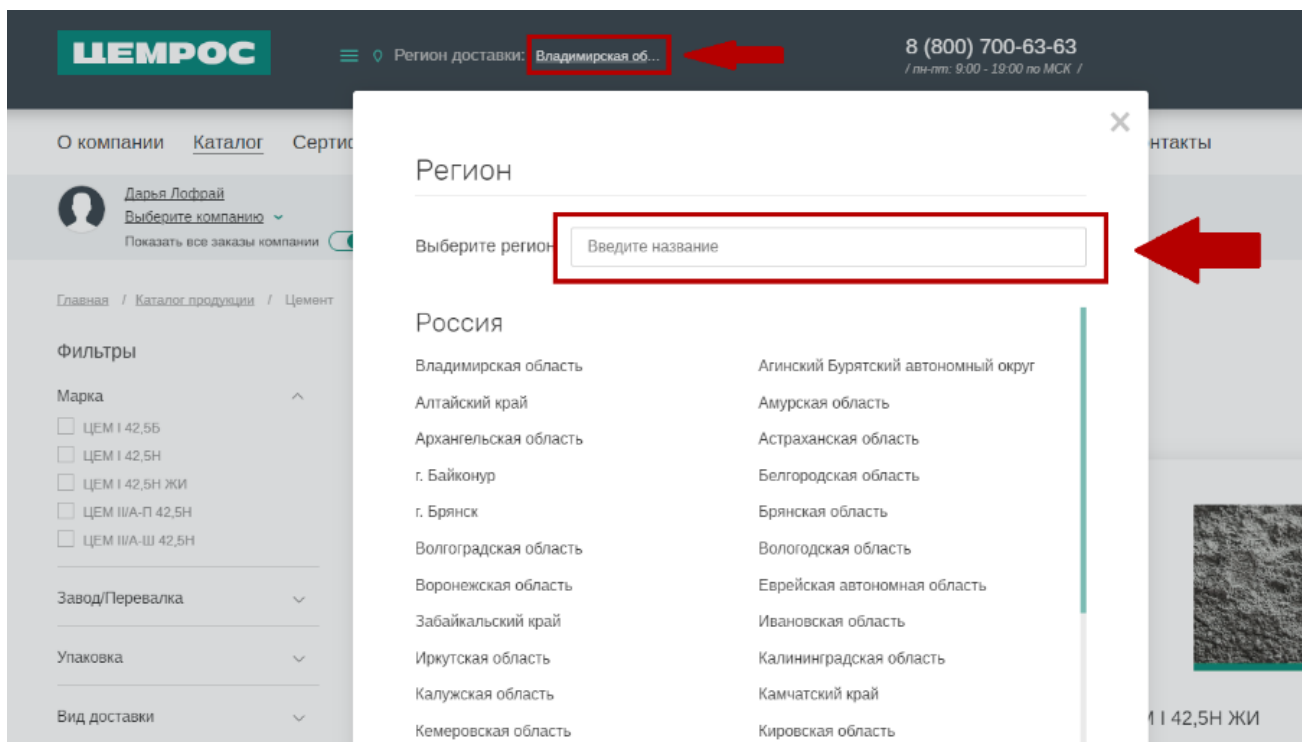 ЦЕМРОС
Регион доставки: Владимирская об...
8 (800) 700-63-63
/ пн-пт: 9:00 - 19:00 по МСК /
О компании Каталог
Регион
Дарья Лофрай
Выберите компанию
Показать все заказы компании
Выберите регион Введите название
Главная / Каталог продукции / Цемент
Россия
Фильтры
Владимирская область Агинский Бурятский автономный округ
Марка
Алтайский край Амурская область
ЦЕМ I 42,5Б
Архангельская область Астраханская область
ЦЕМ I 42,5Н
г. Байконур Белгородская область
ЦЕМ I 42,5Н ЖИ
г. Брянск Брянская область
ЦЕМ II/А-П 42,5Н
ЦЕМ II/А-Ш 42,5Н
Волгоградская область Вологодская область
Воронежская область Еврейская автономная область
Завод/Перевалка
Забайкальский край Ивановская область
Упаковка
Иркутская область Калининградская область
Калужская область Камчатский край
Вид доставки
I 42,5Н ЖИ
Кемеровская область Кировская область